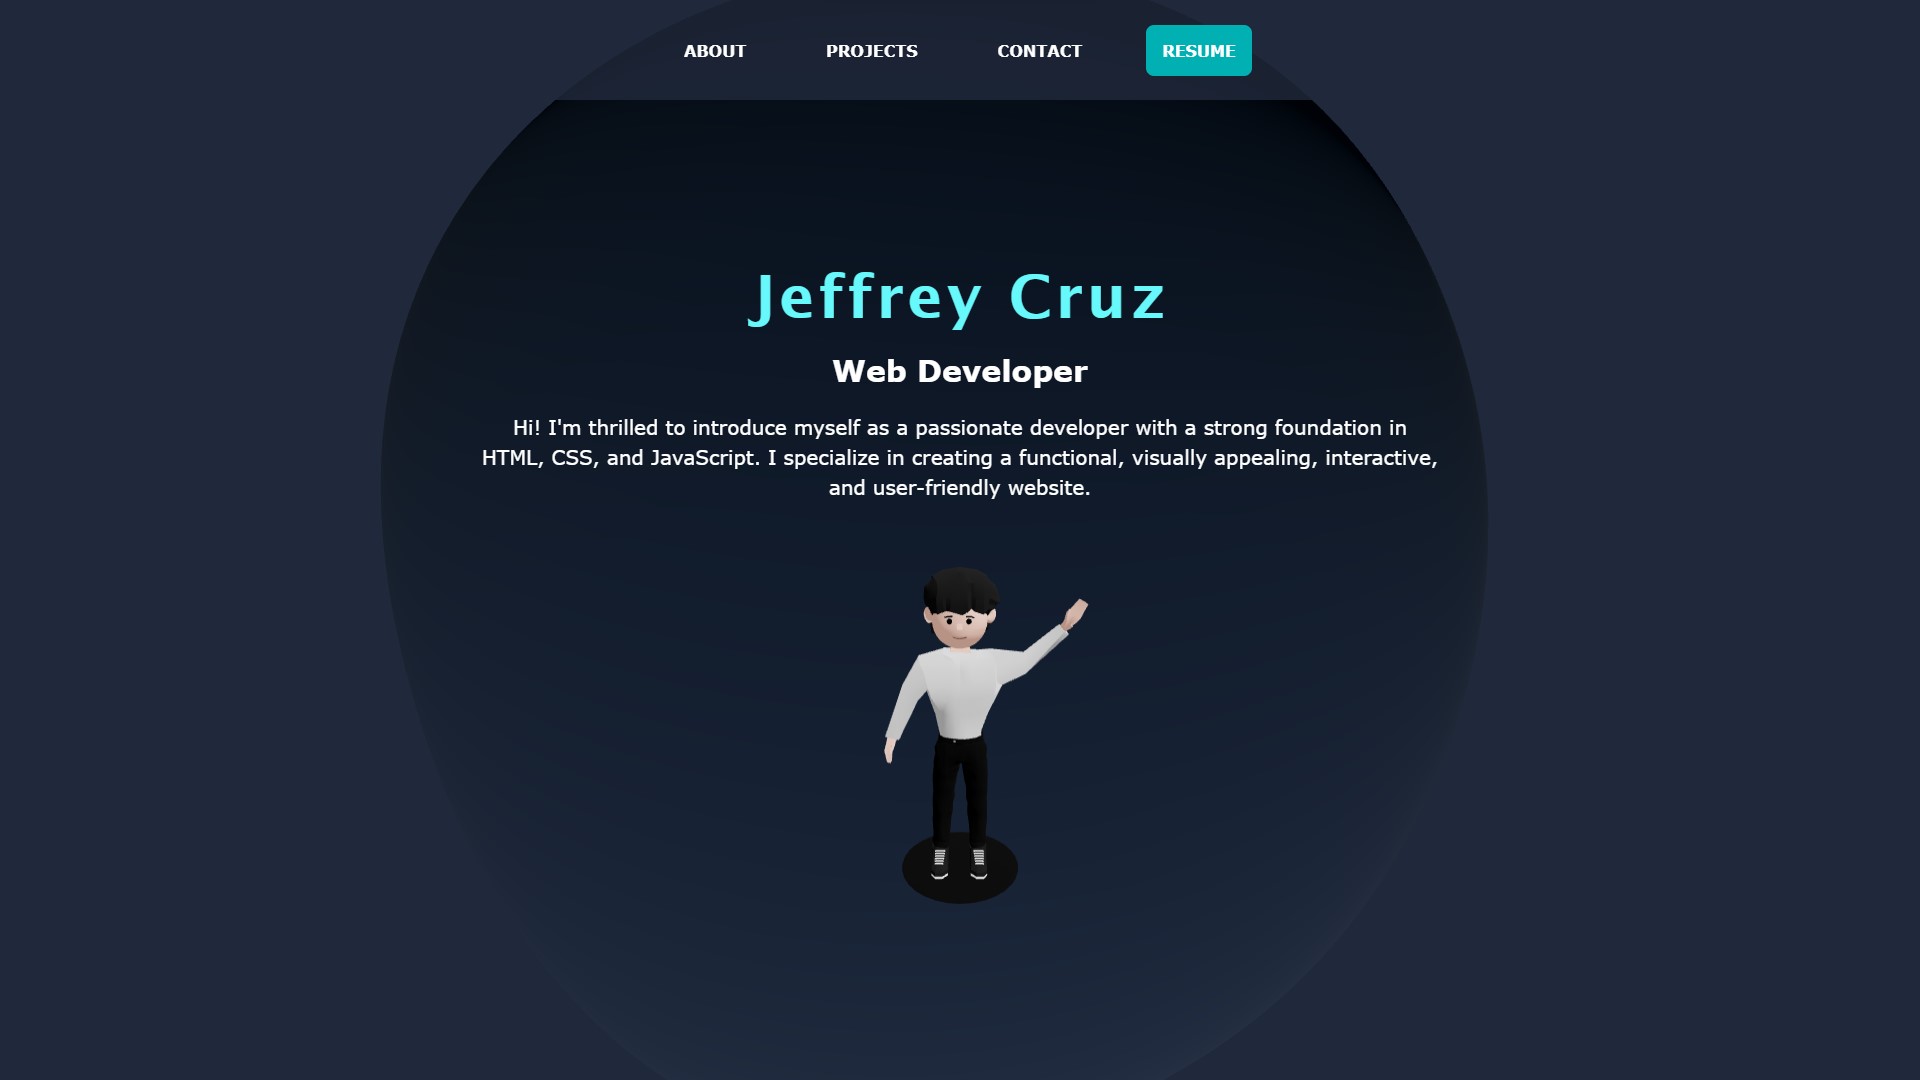 ABOUT PROJECTS CONTACT RESUME
Jeffrey Cruz
Web Developer
Hi! I'm thrilled to introduce myself as a passionate developer with a strong foundation in
HTML, CSS, and JavaScript. I specialize in creating a functional, visually appealing, interactive,
and user-friendly website.